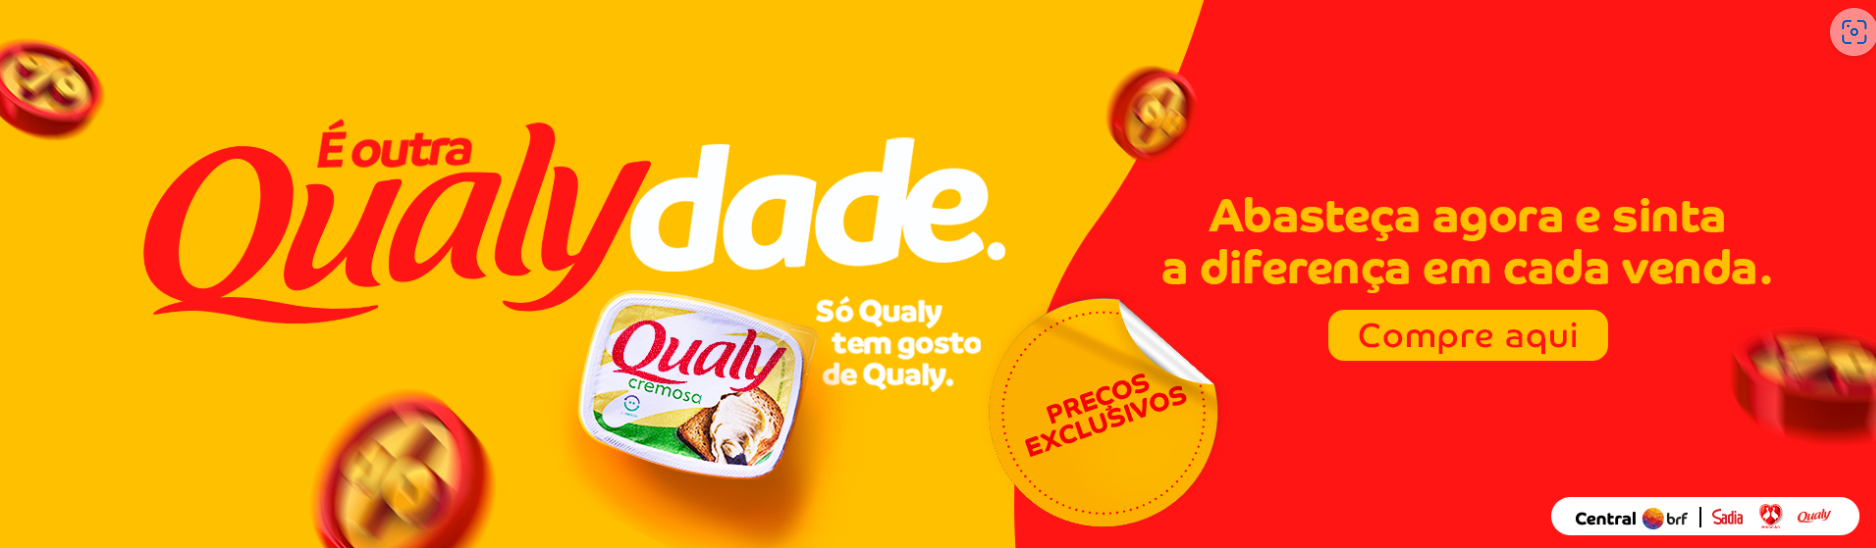 É outra
Qualydade.
Só Qualy
tem gosto
de Qualy.
Qualy
cremosa
PREÇOS
EXCLUSIVOS
Abasteça agora e sinta
a diferença em cada venda.
Compre aqui
Central brf | Sadia Qualy